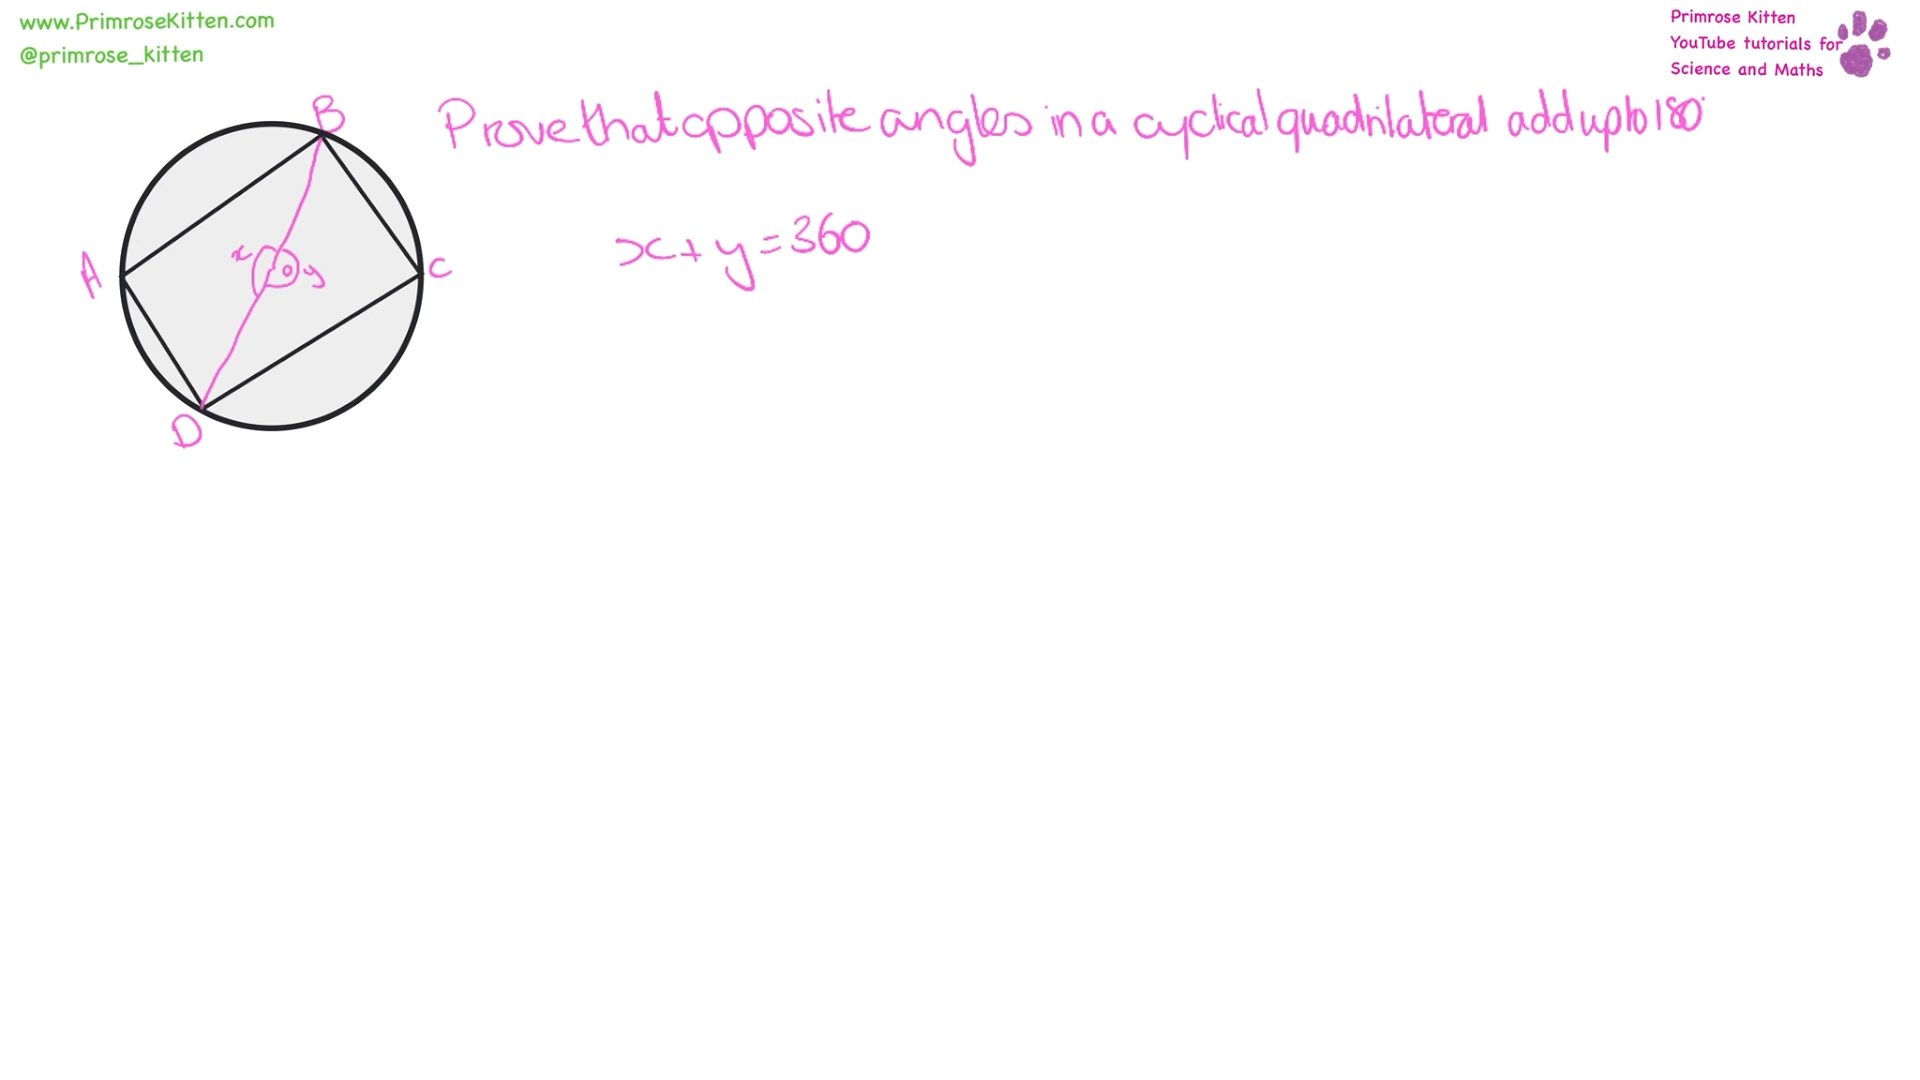 www.PrimroseKitten.com
@primrose_kitten
Primrose Kitten
YouTube tutorials for
Science and Maths
Prove that opposite angles in a cyclical quadrilateral add up to 180°
B
A
C
x
O
y
D
x + y = 360